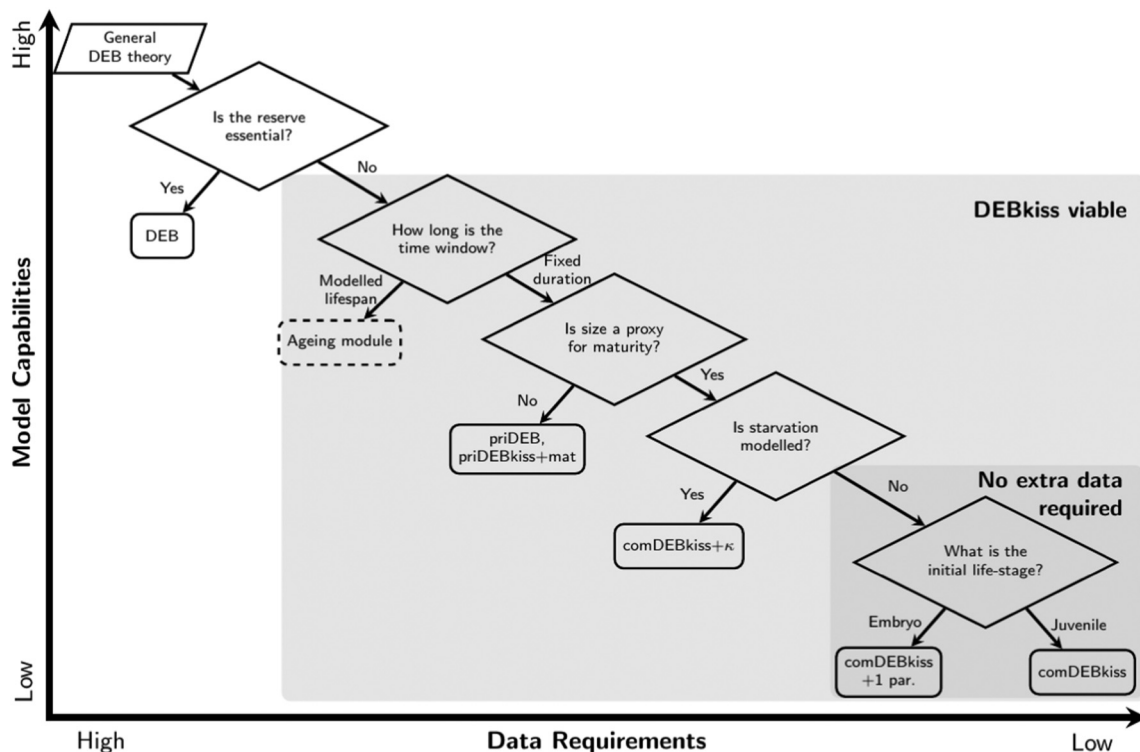 High
General
DEB theory
Is the reserve
essential?
No
Yes
DEB
DEBkiss viable
How long is the
time window?
Fixed
duration
Modelled
lifespan
Ageing module
Is size a proxy
for maturity?
Yes
No
priDEB,
priDEBkiss+mat
Is starvation
modelled?
Yes
No
comDEBkiss+κ
No extra data
required
What is the
initial life-stage?
Embryo
Juvenile
comDEBkiss
+1 par.
comDEBkiss
Model Capabilities
Low
High
Data Requirements
Low